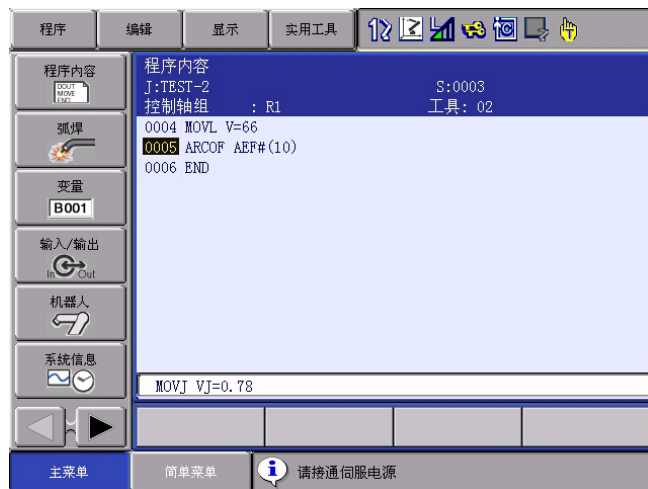 程序 编辑 显示 实用工具
程序内容
DOUT
MOVE
END
弧焊
变量
B001
输入/输出
In Out
机器人
系统信息
程序内容
J:TEST-2 S:0003
控制轴组 : R1 工具: 02
0004 MOVL V=66
0005 ARCOF AEF#(10)
0006 END
MOVJ VJ=0.78
主菜单 简单菜单 请接通伺服电源